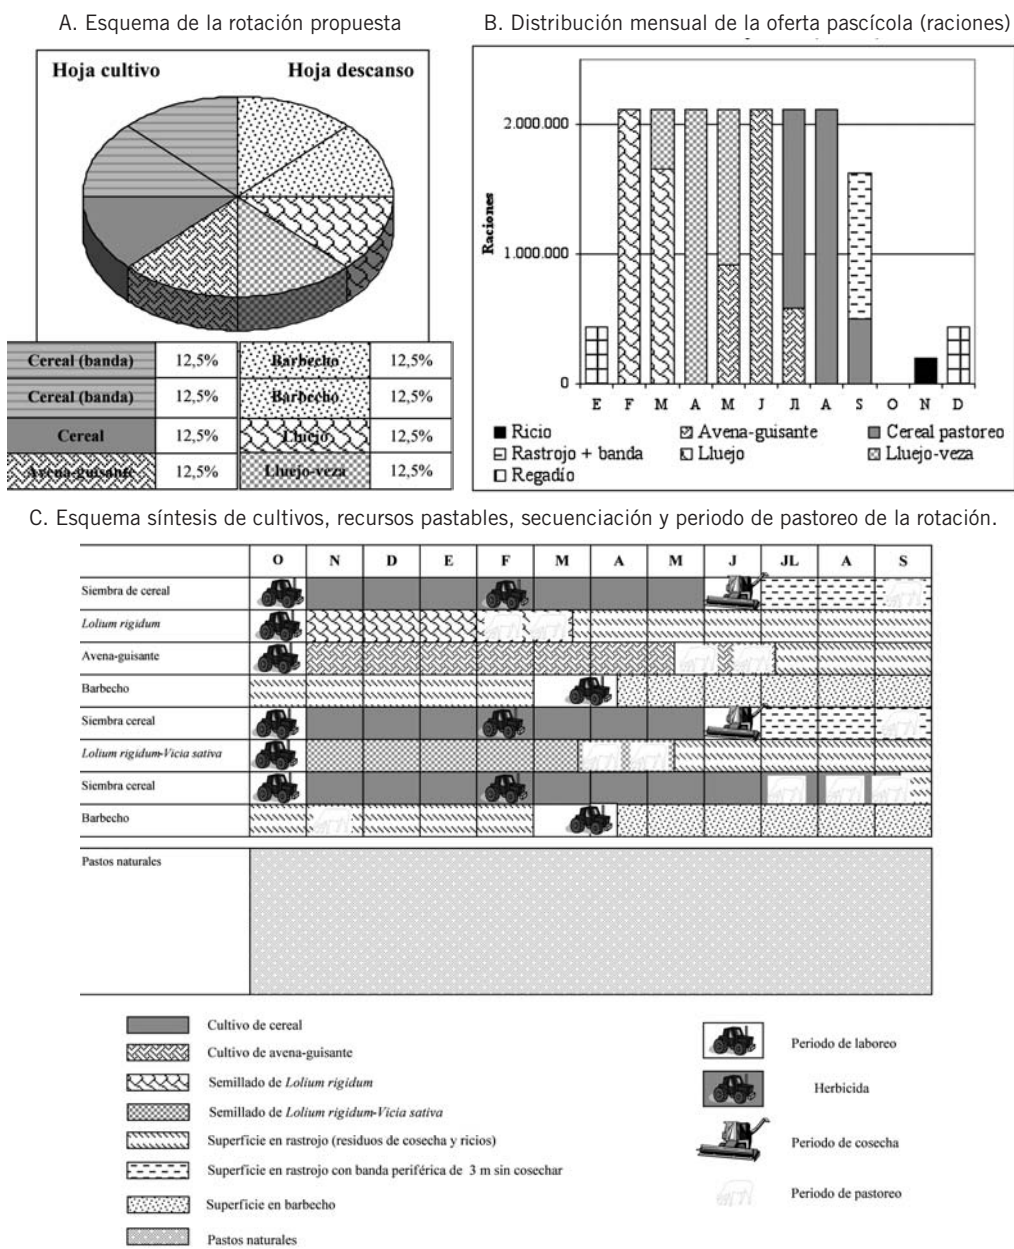 A. Esquema de la rotación propuesta
B. Distribución mensual de la oferta pascícola (raciones)
Hoja cultivo Hoja descanso
Cereal (banda) 12,5% Barbecho 12,5%
Cereal (banda) 12,5% Barbecho 12,5%
Cereal 12,5% Lluejo 12,5%
Avena-guisante 12,5% Lluejo-veza 12,5%
Raciones
2.000.000
1.000.000
0
E F M A M J Jl A S O N D
Ricio Avena-guisante Cereal pastoreo
Rastrojo + banda Lluejo Lluejo-veza
Regadío
C. Esquema síntesis de cultivos, recursos pastables, secuenciación y periodo de pastoreo de la rotación.
O N D E F M A M J JL A S
Siembra de cereal
Lolium rigidum
Avena-guisante
Barbecho
Siembra cereal
Lolium rigidum-Vicia sativa
Siembra cereal
Barbecho
Pastos naturales
Cultivo de cereal
Cultivo de avena-guisante
Semillado de Lolium rigidum
Semillado de Lolium rigidum-Vicia sativa
Superficie en rastrojo (residuos de cosecha y ricios)
Superficie en rastrojo con banda periférica de 3 m sin cosechar
Superficie en barbecho
Pastos naturales
Periodo de laboreo
Herbicida
Periodo de cosecha
Periodo de pastoreo